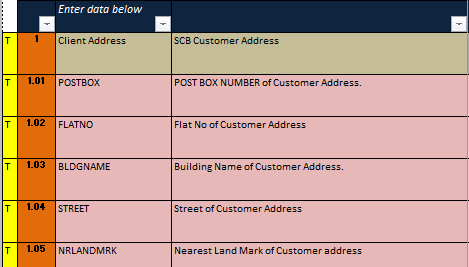 Enter data below
T 1 Client Address SCB Customer Address
T 1.01 POSTBOX POST BOX NUMBER of Customer Address.
T 1.02 FLATNO Flat No of Customer Address
T 1.03 BLDGNAME Building Name of Customer Address.
T 1.04 STREET Street of Customer Address
T 1.05 NRLANDMRK Nearest Land Mark of Customer address